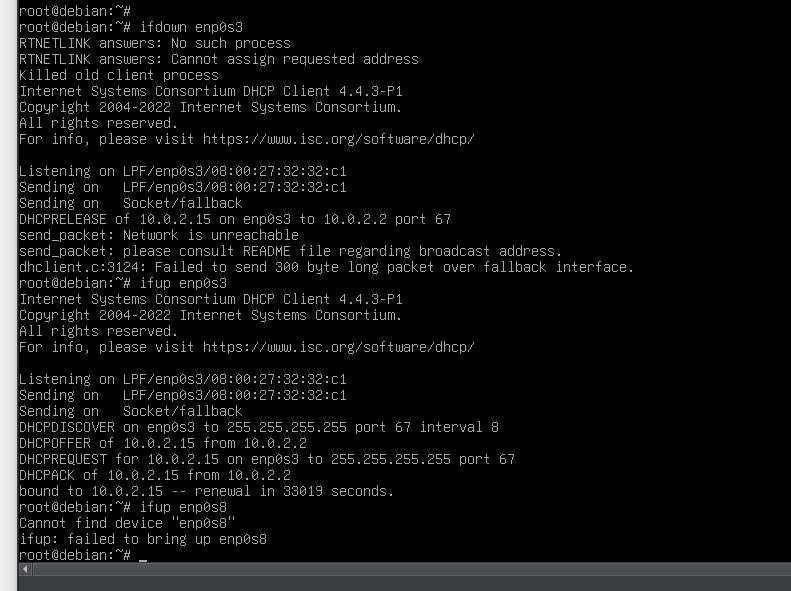 root@debian:~#
root@debian:~# ifdown enp0s3
RTNETLINK answers: No such process
RTNETLINK answers: Cannot assign requested address
Killed old client process
Internet Systems Consortium DHCP Client 4.4.3-P1
Copyright 2004-2022 Internet Systems Consortium.
All rights reserved.
For info, please visit https://www.isc.org/software/dhcp/
Listening on LPF/enp0s3/08:00:27:32:32:c1
Sending on   LPF/enp0s3/08:00:27:32:32:c1
Sending on   Socket/fallback
DHCPRELEASE of 10.0.2.15 on enp0s3 to 10.0.2.2 port 67
send_packet: Network is unreachable
send_packet: please consult README file regarding broadcast address.
dhclient.c:3124: Failed to send 300 byte long packet over fallback interface.
root@debian:~# ifup enp0s3
Internet Systems Consortium DHCP Client 4.4.3-P1
Copyright 2004-2022 Internet Systems Consortium.
All rights reserved.
For info, please visit https://www.isc.org/software/dhcp/
Listening on LPF/enp0s3/08:00:27:32:32:c1
Sending on   LPF/enp0s3/08:00:27:32:32:c1
Sending on   Socket/fallback
DHCPDISCOVER on enp0s3 to 255.255.255.255 port 67 interval 8
DHCPOFFER of 10.0.2.15 from 10.0.2.2
DHCPREQUEST for 10.0.2.15 on enp0s3 to 255.255.255.255 port 67
DHCPACK of 10.0.2.15 from 10.0.2.2
bound to 10.0.2.15 -- renewal in 33019 seconds.
root@debian:~# ifup enp0s8
Cannot find device "enp0s8"
ifup: failed to bring up enp0s8
root@debian:~# _